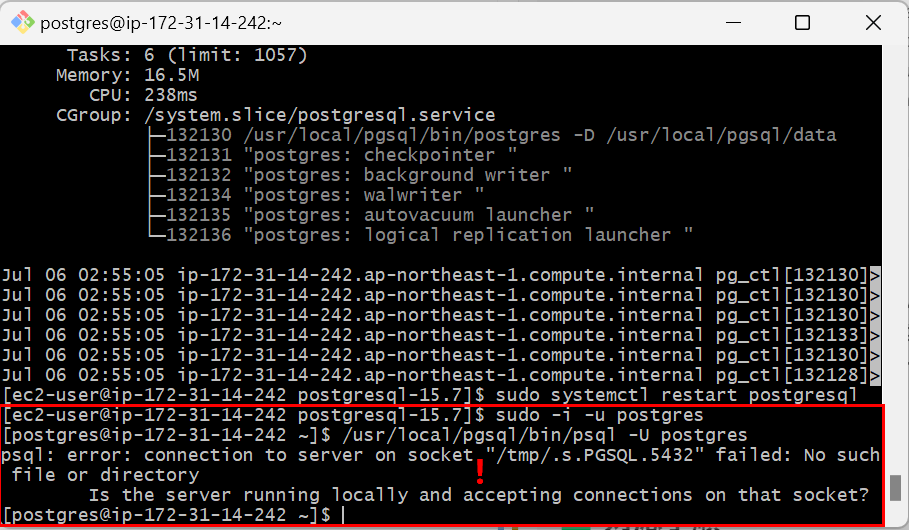 postgres@ip-172-31-14-242:~
Tasks: 6 (limit: 1057)
Memory: 16.5M
CPU: 238ms
CGroup: /system.slice/postgresql.service
├─132130 /usr/local/pgsql/bin/postgres -D /usr/local/pgsql/data
├─132131 "postgres: checkpointer "
├─132132 "postgres: background writer "
├─132134 "postgres: walwriter "
├─132135 "postgres: autovacuum launcher "
└─132136 "postgres: logical replication launcher "
Jul 06 02:55:05 ip-172-31-14-242.ap-northeast-1.compute.internal pg_ctl[132130]>
Jul 06 02:55:05 ip-172-31-14-242.ap-northeast-1.compute.internal pg_ctl[132130]>
Jul 06 02:55:05 ip-172-31-14-242.ap-northeast-1.compute.internal pg_ctl[132130]>
Jul 06 02:55:05 ip-172-31-14-242.ap-northeast-1.compute.internal pg_ctl[132133]>
Jul 06 02:55:05 ip-172-31-14-242.ap-northeast-1.compute.internal pg_ctl[132130]>
Jul 06 02:55:05 ip-172-31-14-242.ap-northeast-1.compute.internal pg_ctl[132128]>
[ec2-user@ip-172-31-14-242 postgresql-15.7]$ sudo systemctl restart postgresql
[ec2-user@ip-172-31-14-242 postgresql-15.7]$ sudo -i -u postgres
[postgres@ip-172-31-14-242 ~]$ /usr/local/pgsql/bin/psql -U postgres
psql: error: connection to server on socket "/tmp/.s.PGSQL.5432" failed: No such
file or directory
!
Is the server running locally and accepting connections on that socket?
[postgres@ip-172-31-14-242 ~]$